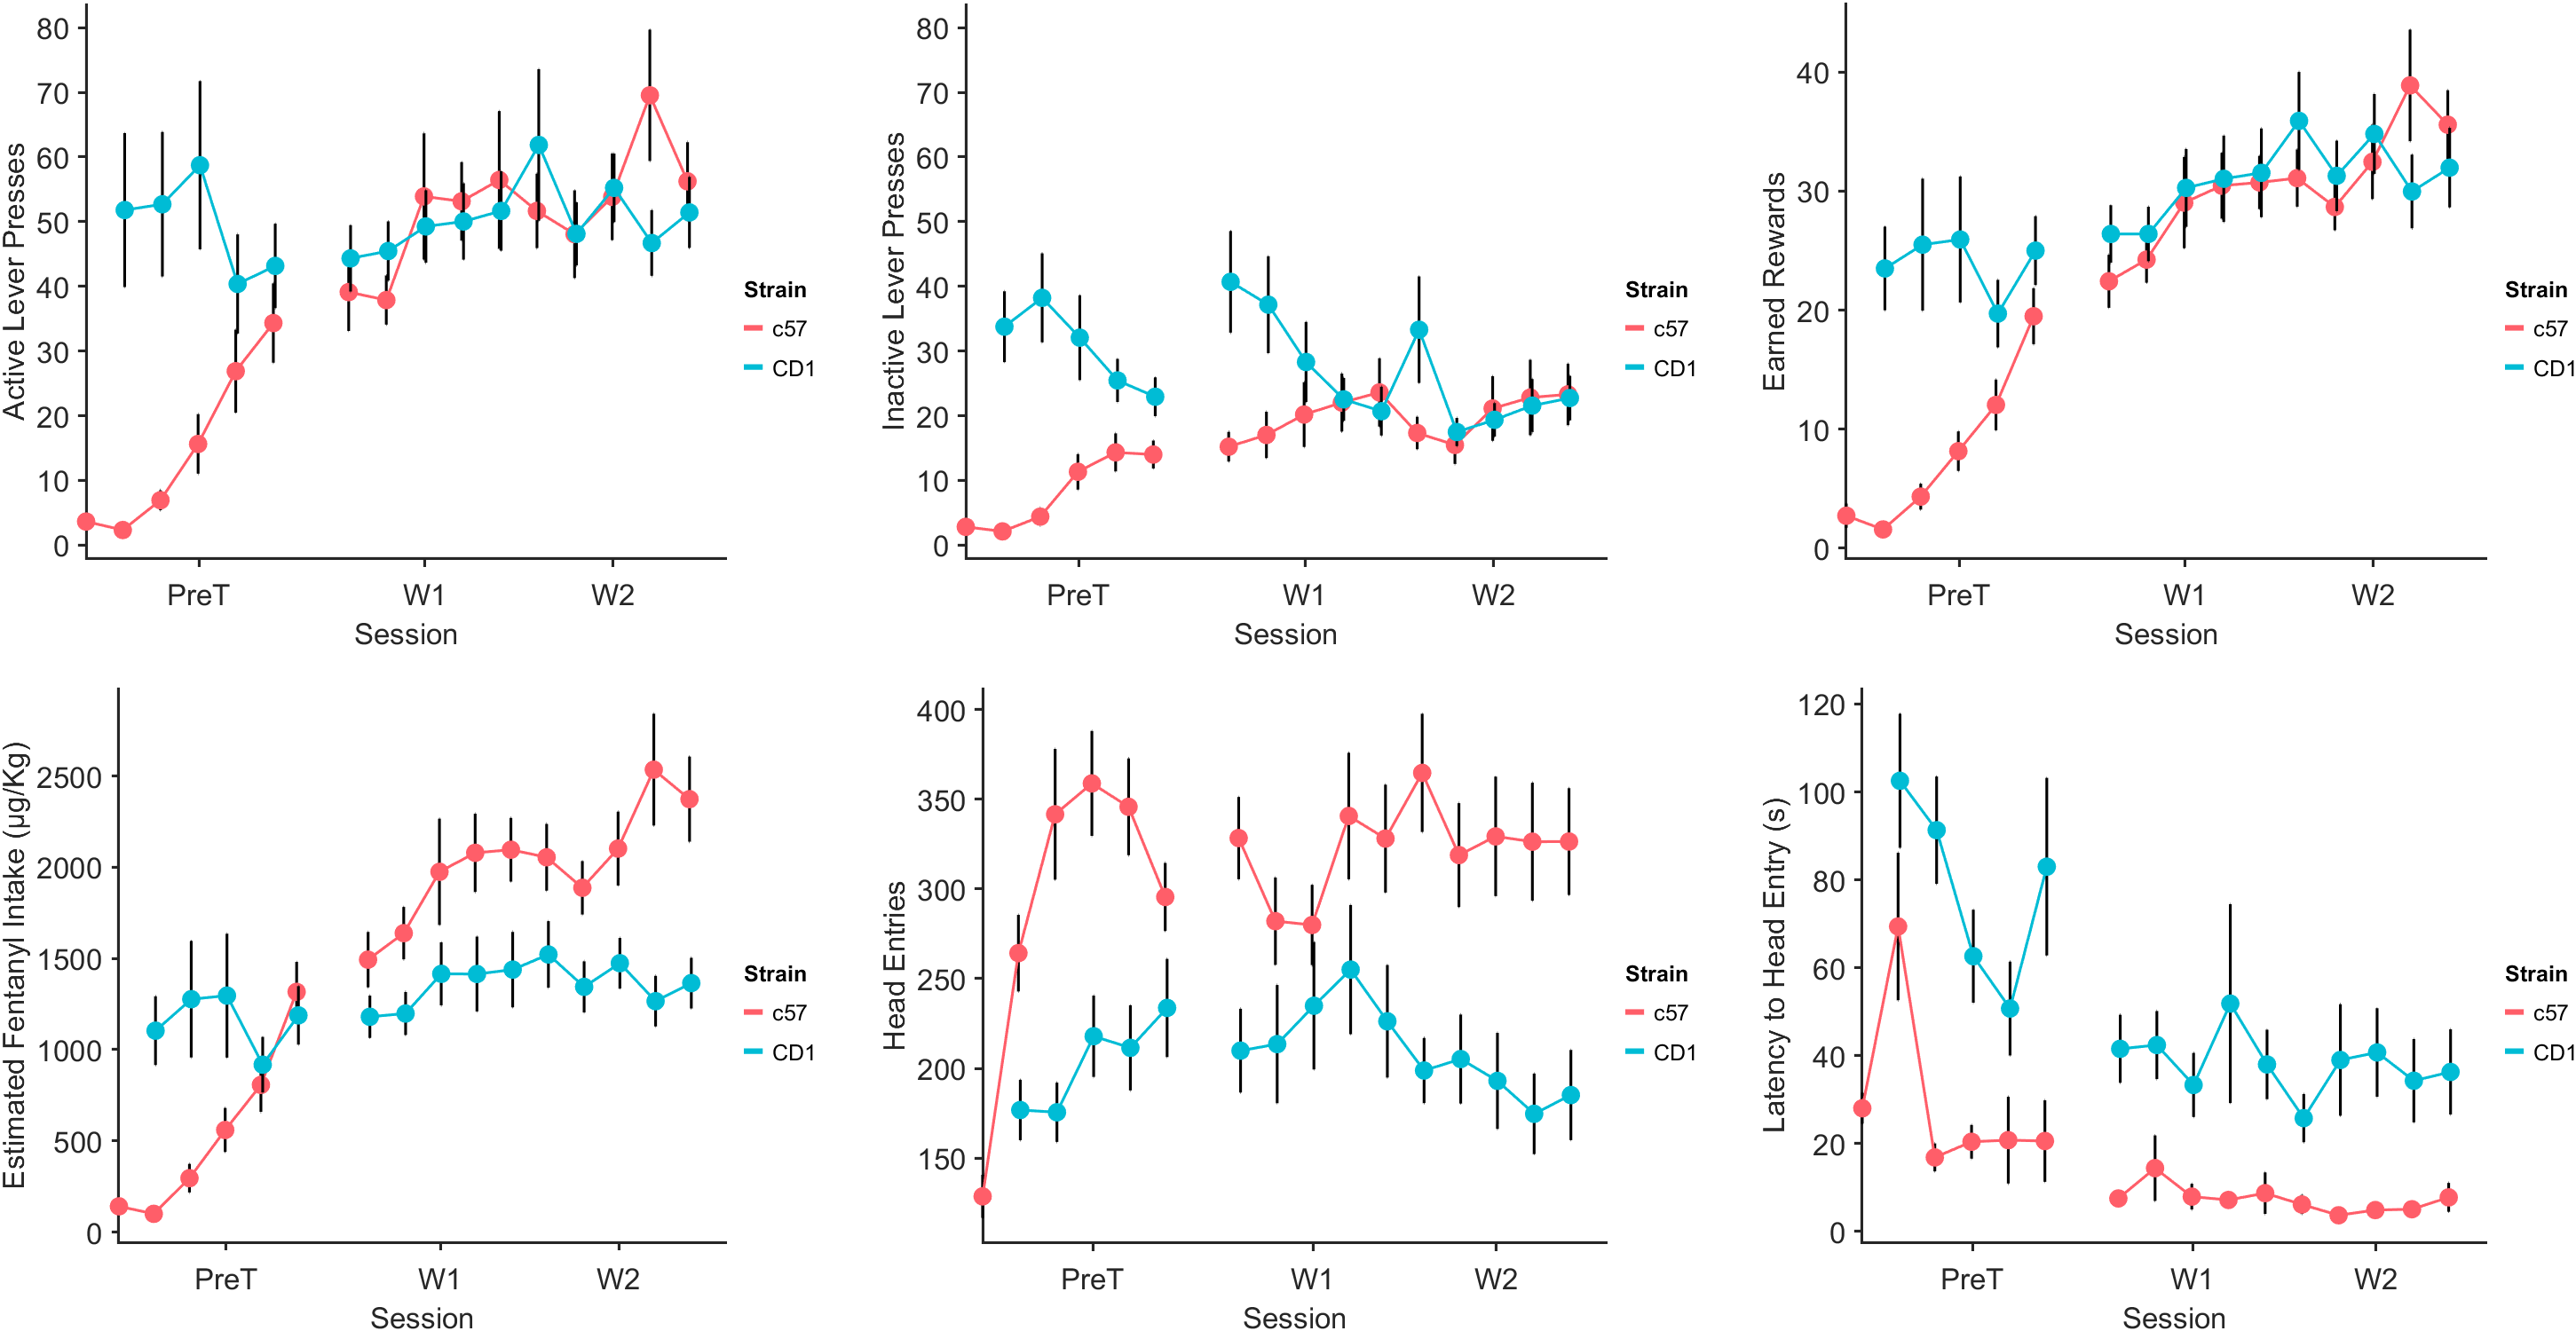 Active Lever Presses
80
70
60
50
40
30
20
10
0
PreT W1 W2
Session
Strain
c57
CD1
Inactive Lever Presses
80
70
60
50
40
30
20
10
0
PreT W1 W2
Session
Strain
c57
CD1
Earned Rewards
40
30
20
10
0
PreT W1 W2
Session
Strain
c57
CD1
Estimated Fentanyl Intake (µg/Kg)
2500
2000
1500
1000
500
0
PreT W1 W2
Session
Strain
c57
CD1
Head Entries
400
350
300
250
200
150
PreT W1 W2
Session
Strain
c57
CD1
Latency to Head Entry (s)
120
100
80
60
40
20
0
PreT W1 W2
Session
Strain
c57
CD1